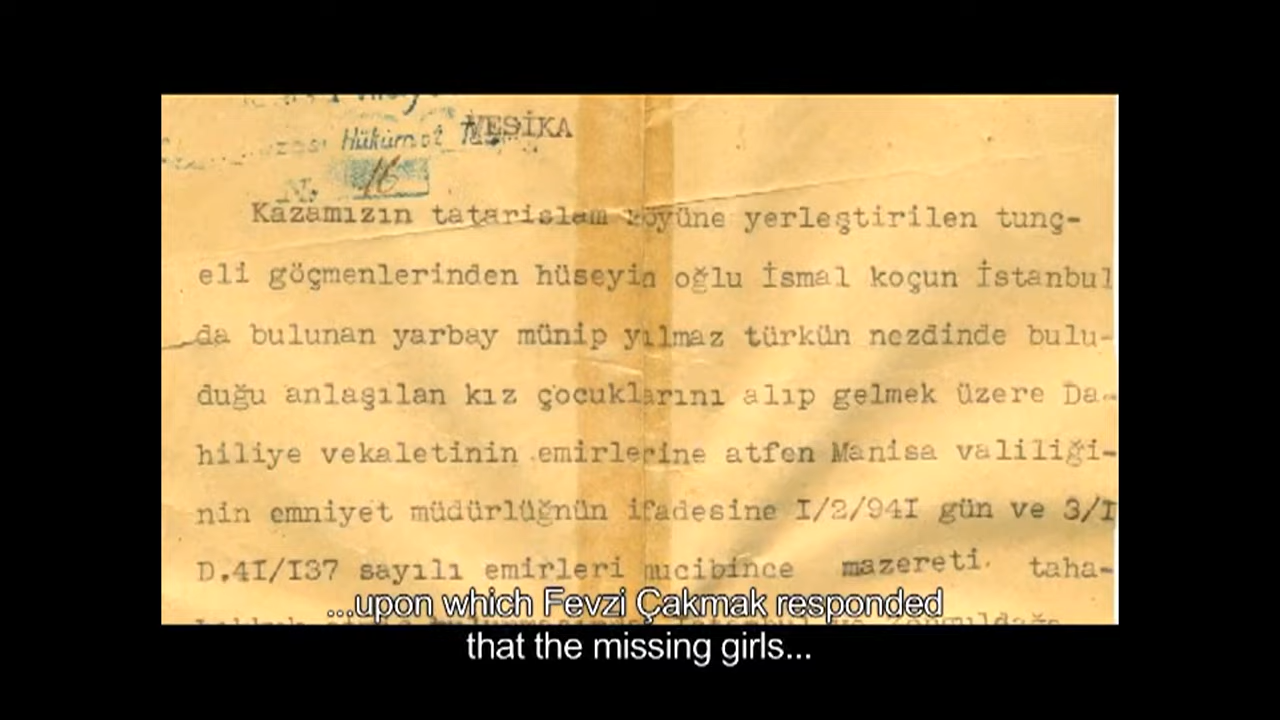 Hükümet
VESİKA
N. 16
Kazamızın tatarislam köyüne yerleştirilen tunç-
eli göçmenlerinden hüseyin oğlu İsmal koçun İstanbul
da bulunan yarbay münip yılmaz türkün nezdinde bulu-
duğu anlaşılan kız çocuklarını alıp gelmek üzere Da-
hiliye vekaletinin emirlerine atfen Manisa valiliği-
nin emniyet müdürlüğnün ifadesine I/2/94I gün ve 3/I
D.4I/I37 sayılı emirleri mucibince mazereti taha-
...upon which Fevzi Çakmak responded
that the missing girls...